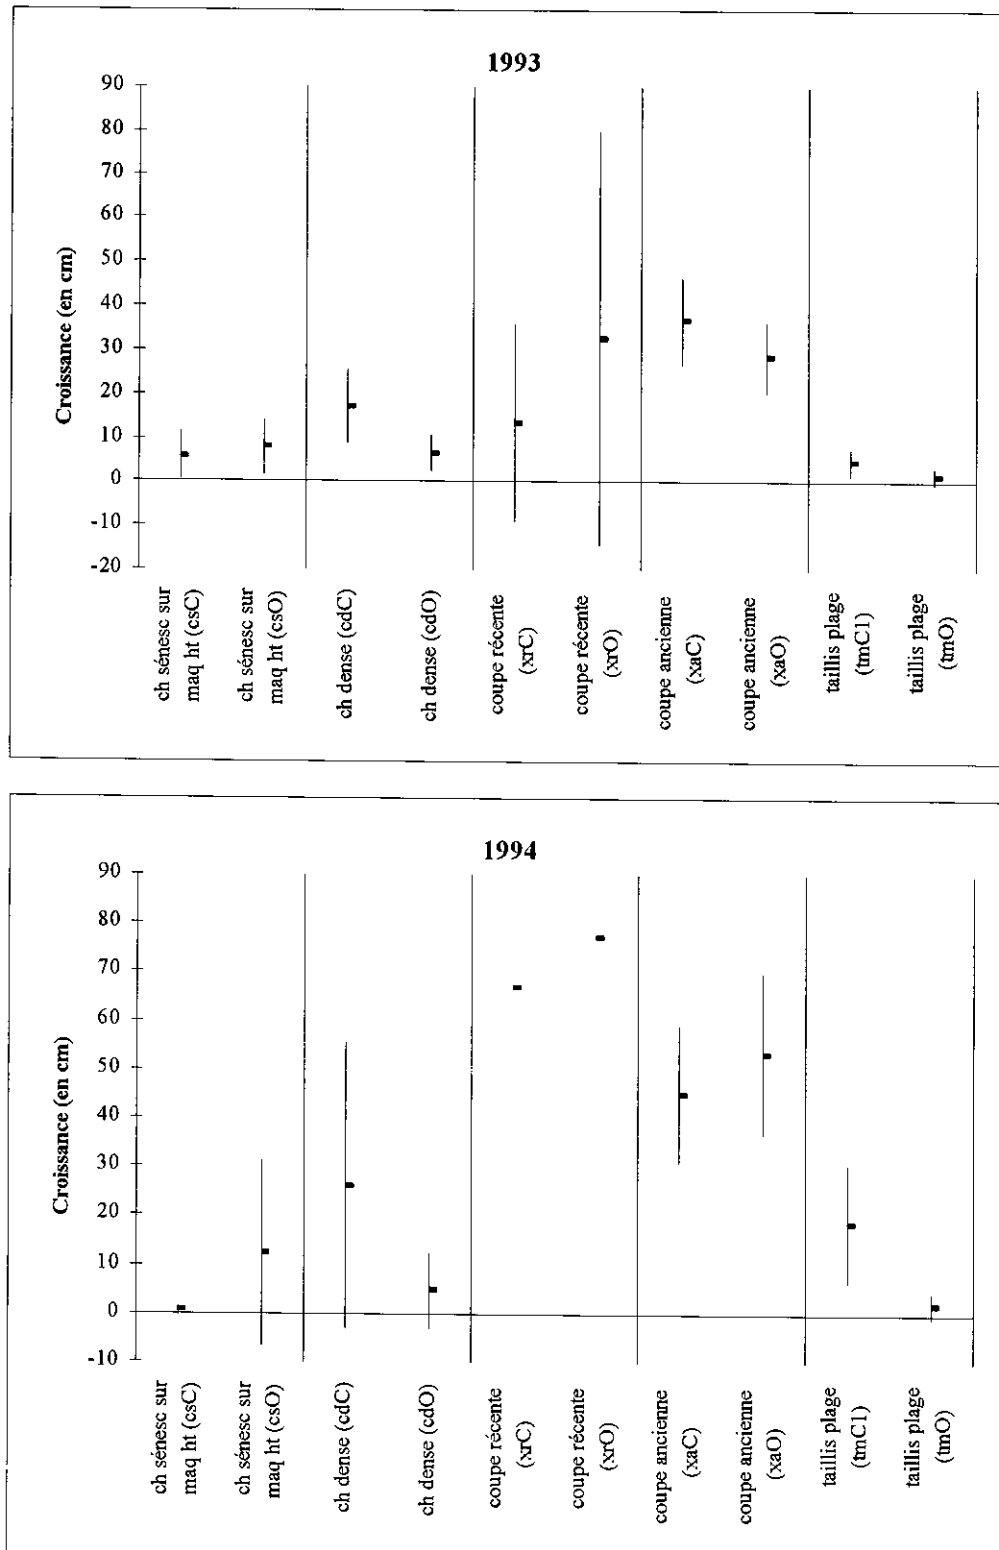 1993
90
80
70
60
50
40
30
20
10
0
-10
-20
Croissance (en cm)
ch sénesc sur
maq ht (csC)
ch sénesc sur
maq ht (csO)
ch dense (cdC)
ch dense (cdO)
coupe récente
(xrC)
coupe récente
(xrO)
coupe ancienne
(xaC)
coupe ancienne
(xaO)
taillis plage
(tmC1)
taillis plage
(tmO)
1994
90
80
70
60
50
40
30
20
10
0
-10
Croissance (en cm)
ch sénesc sur
maq ht (csC)
ch sénesc sur
maq ht (csO)
ch dense (cdC)
ch dense (cdO)
coupe récente
(xrC)
coupe récente
(xrO)
coupe ancienne
(xaC)
coupe ancienne
(xaO)
taillis plage
(tmC1)
taillis plage
(tmO)